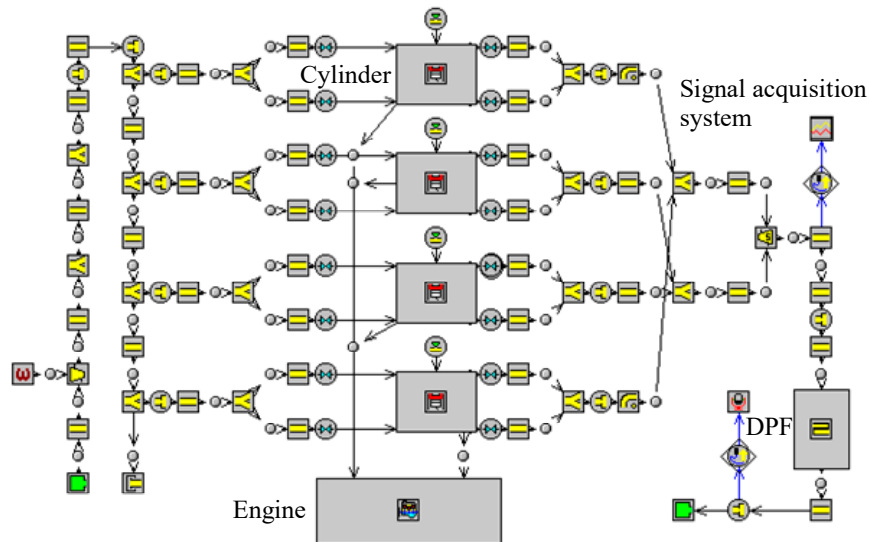 Cylinder
Signal acquisition
system
DPF
Engine